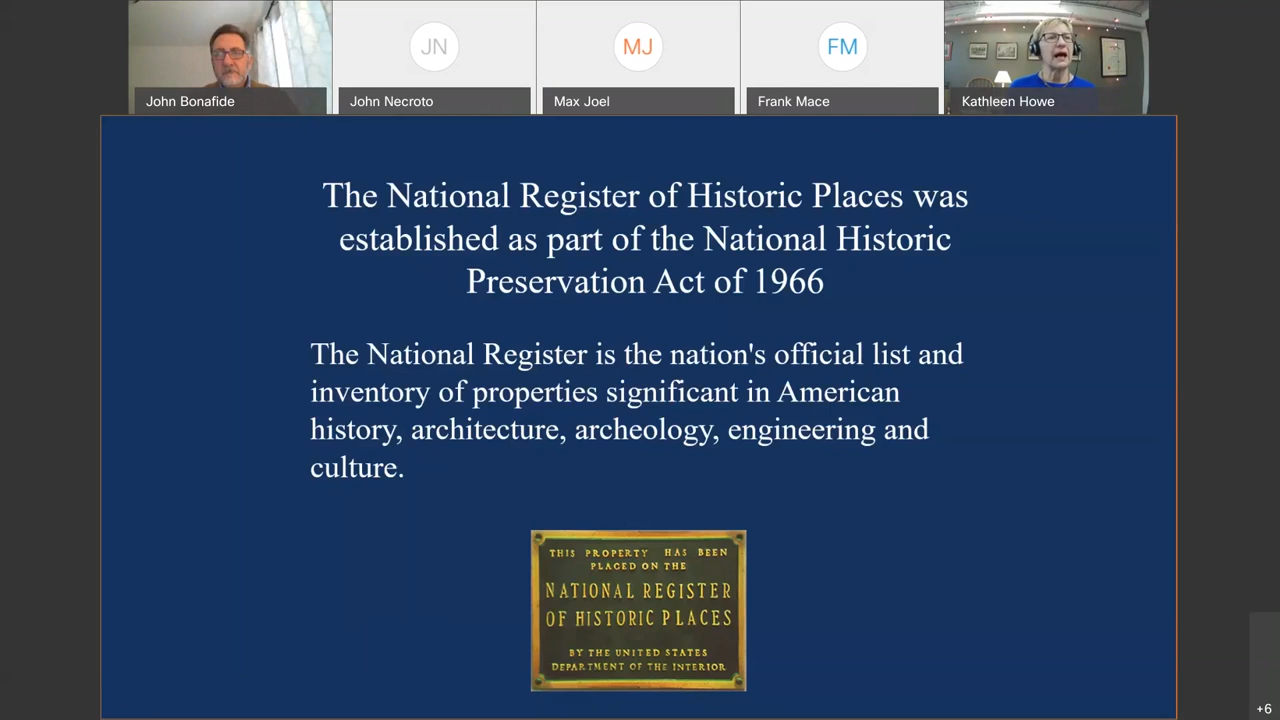 JN
MJ
FM
John Bonafide
John Necroto
Max Joel
Frank Mace
Kathleen Howe
The National Register of Historic Places was
established as part of the National Historic
Preservation Act of 1966
The National Register is the nation's official list and
inventory of properties significant in American
history, architecture, archeology, engineering and
culture.
THIS PROPERTY HAS BEEN
PLACED ON THE
NATIONAL REGISTER
OF HISTORIC PLACES
BY THE UNITED STATES
DEPARTMENT OF THE INTERIOR
+6